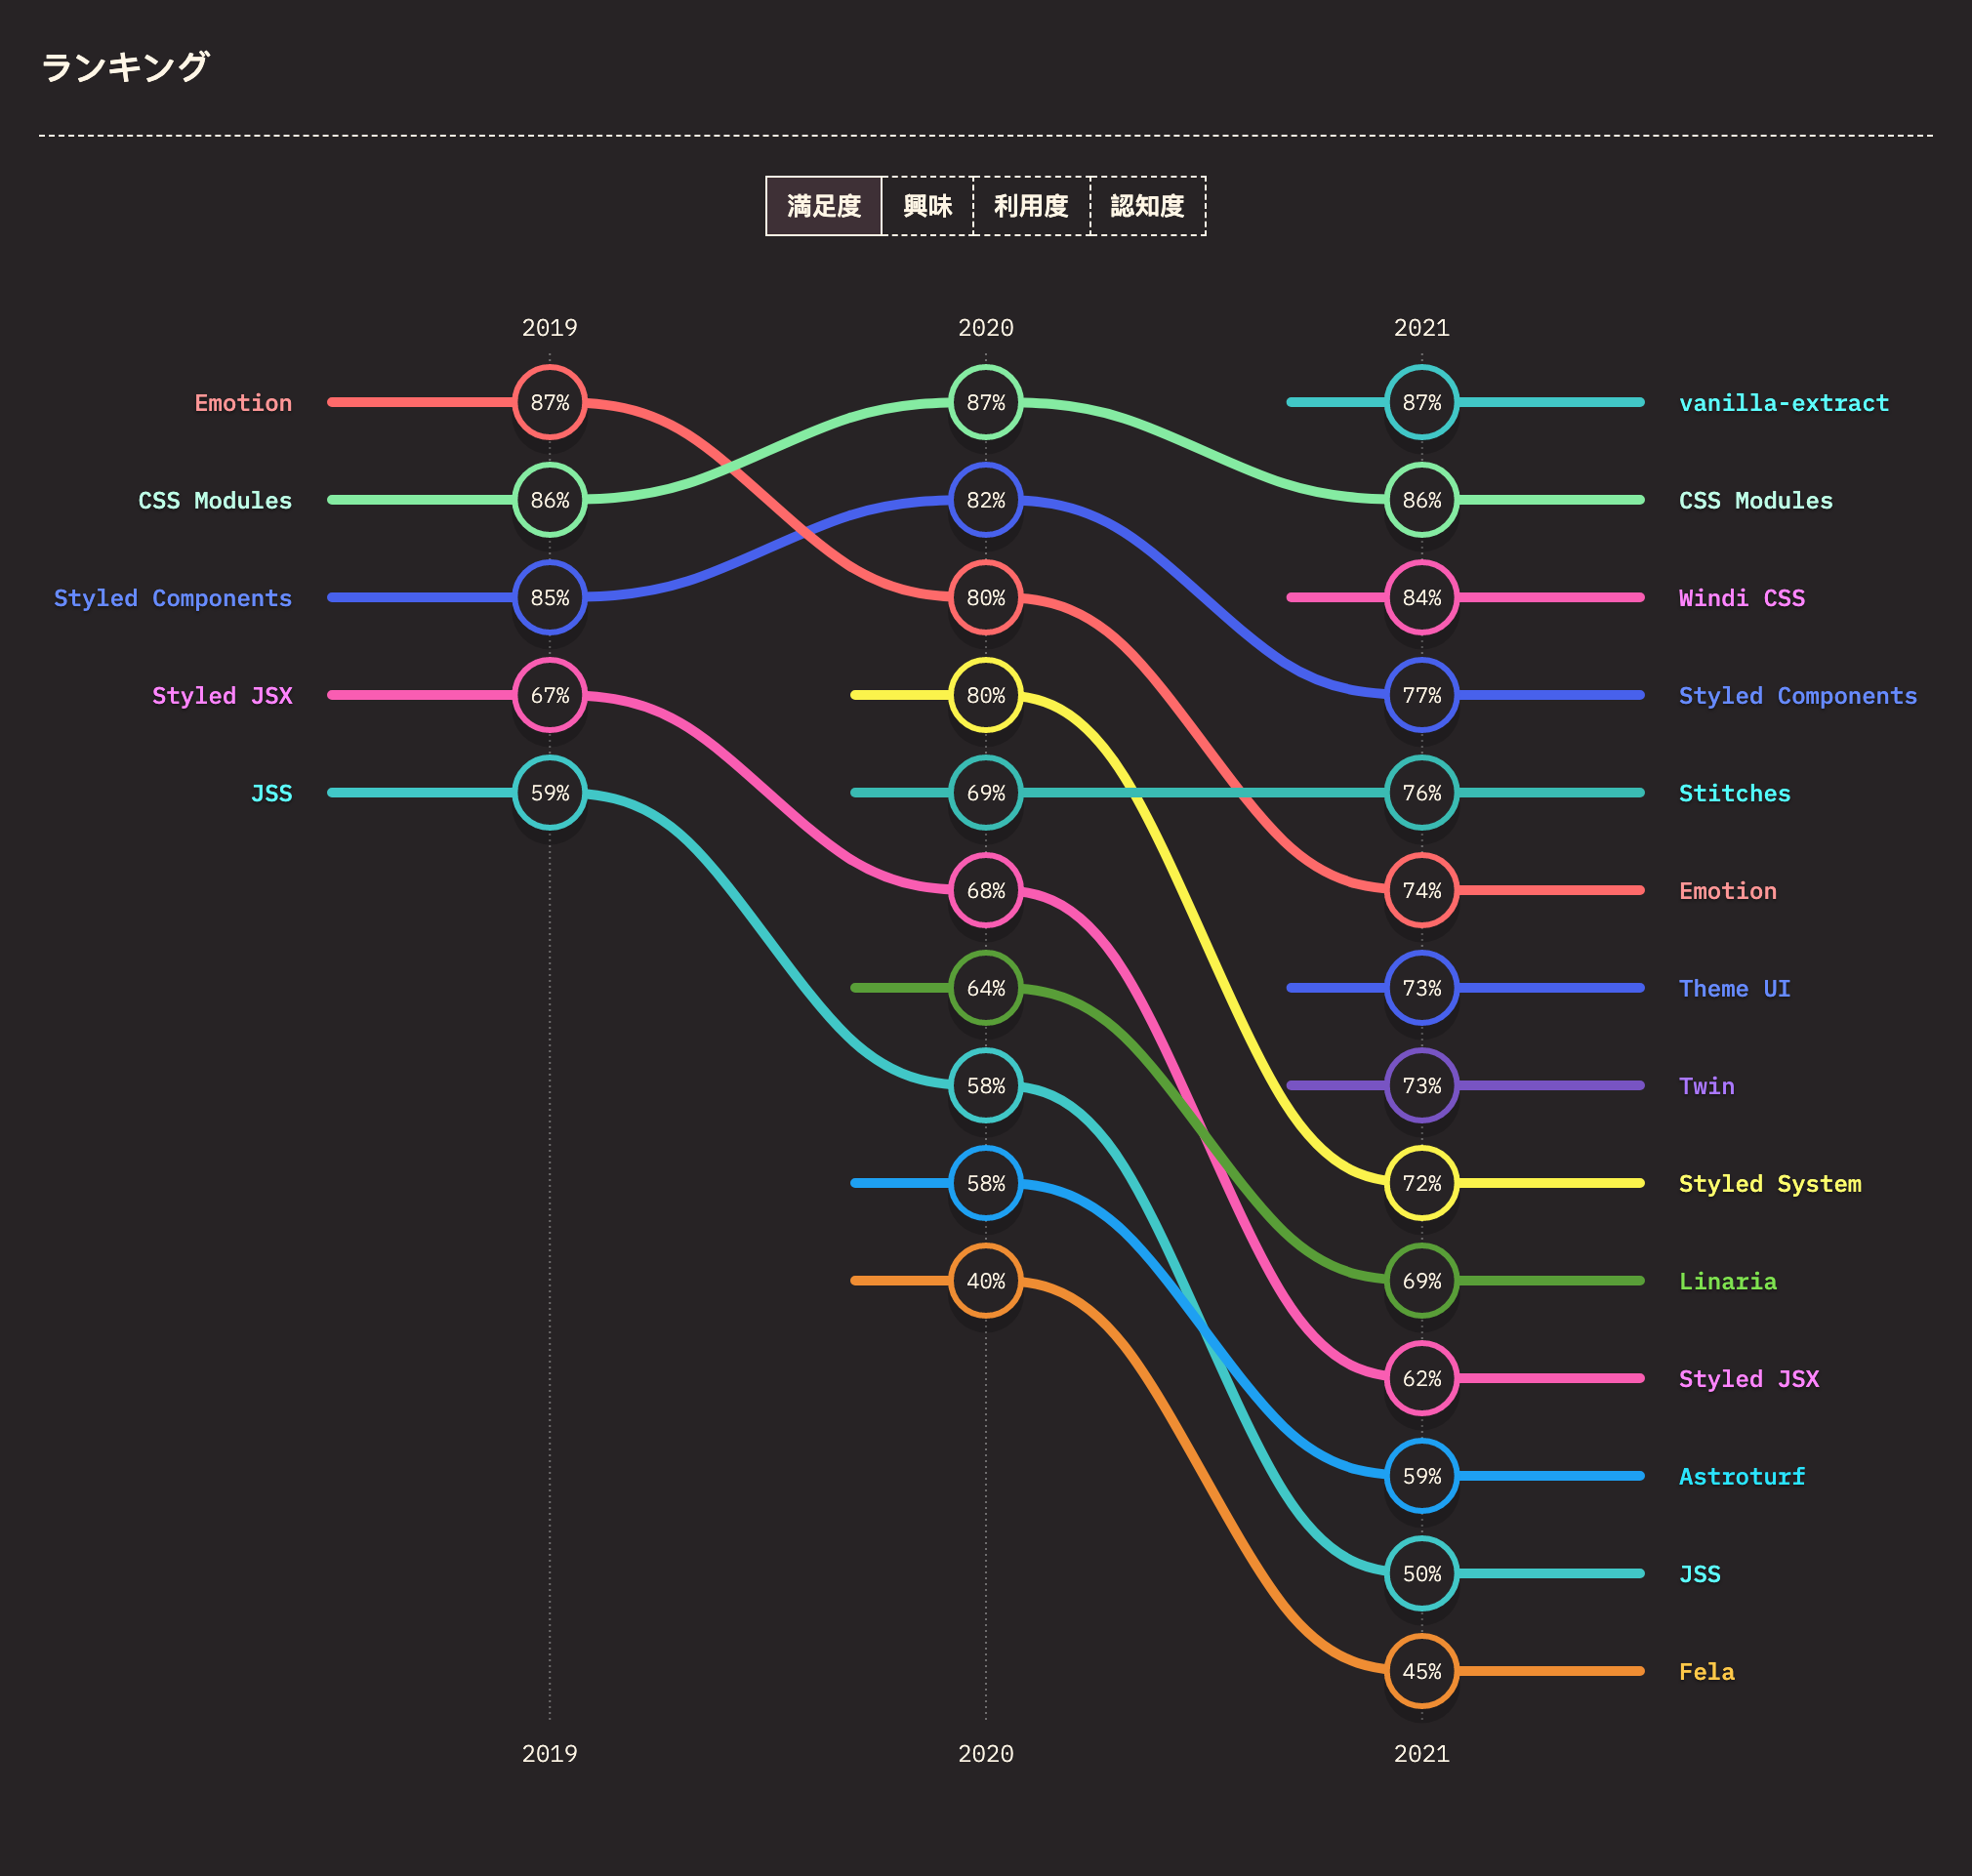 ランキング
満足度 興味 利用度 認知度
2019 2020 2021
Emotion 87% 87% 87% vanilla-extract
CSS Modules 86% 82% 86% CSS Modules
Styled Components 85% 80% 84% Windi CSS
Styled JSX 67% 80% 77% Styled Components
JSS 59% 69% 76% Stitches
68% 74% Emotion
64% 73% Theme UI
58% 73% Twin
58% 72% Styled System
40% 69% Linaria
62% Styled JSX
59% Astroturf
50% JSS
45% Fela
2019 2020 2021